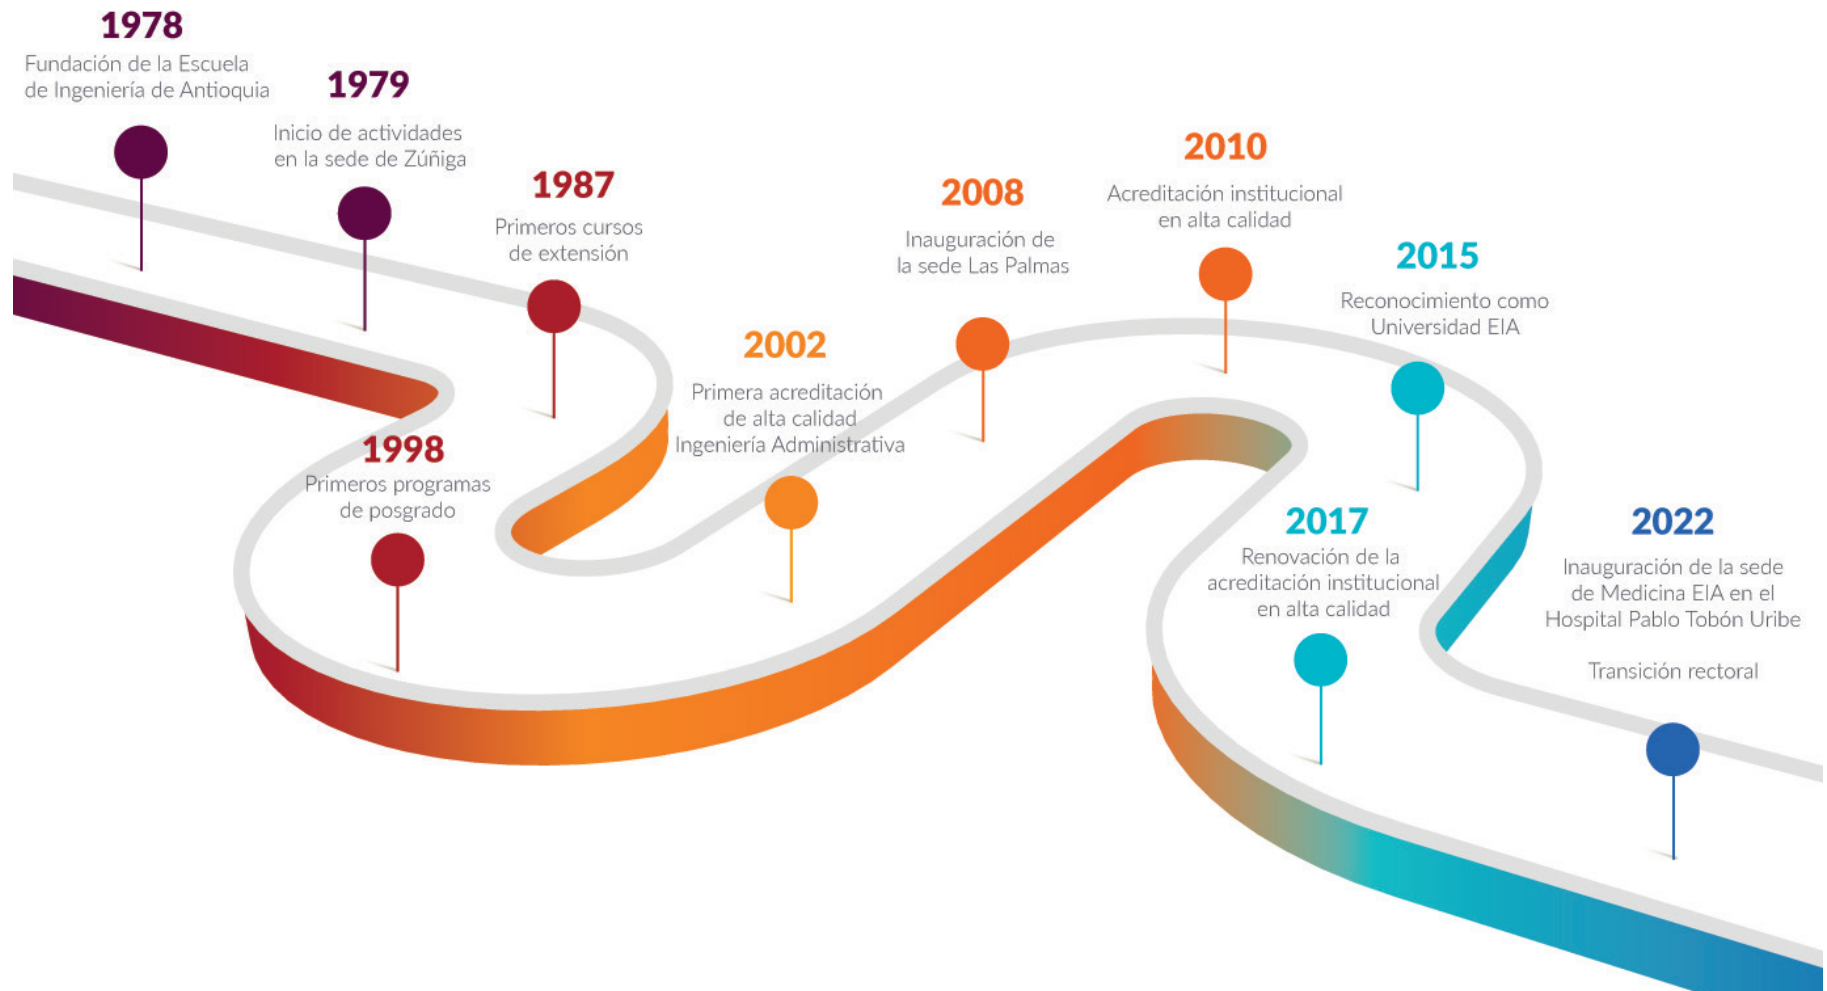 1978
Fundación de la Escuela
de Ingeniería de Antioquia
1979
Inicio de actividades
en la sede de Zúñiga
1987
Primeros cursos
de extensión
1998
Primeros programas
de posgrado
2002
Primera acreditación
de alta calidad
Ingeniería Administrativa
2008
Inauguración de
la sede Las Palmas
2010
Acreditación institucional
en alta calidad
2015
Reconocimiento como
Universidad EIA
2017
Renovación de la
acreditación institucional
en alta calidad
2022
Inauguración de la sede
de Medicina EIA en el
Hospital Pablo Tobón Uribe
Transición rectoral